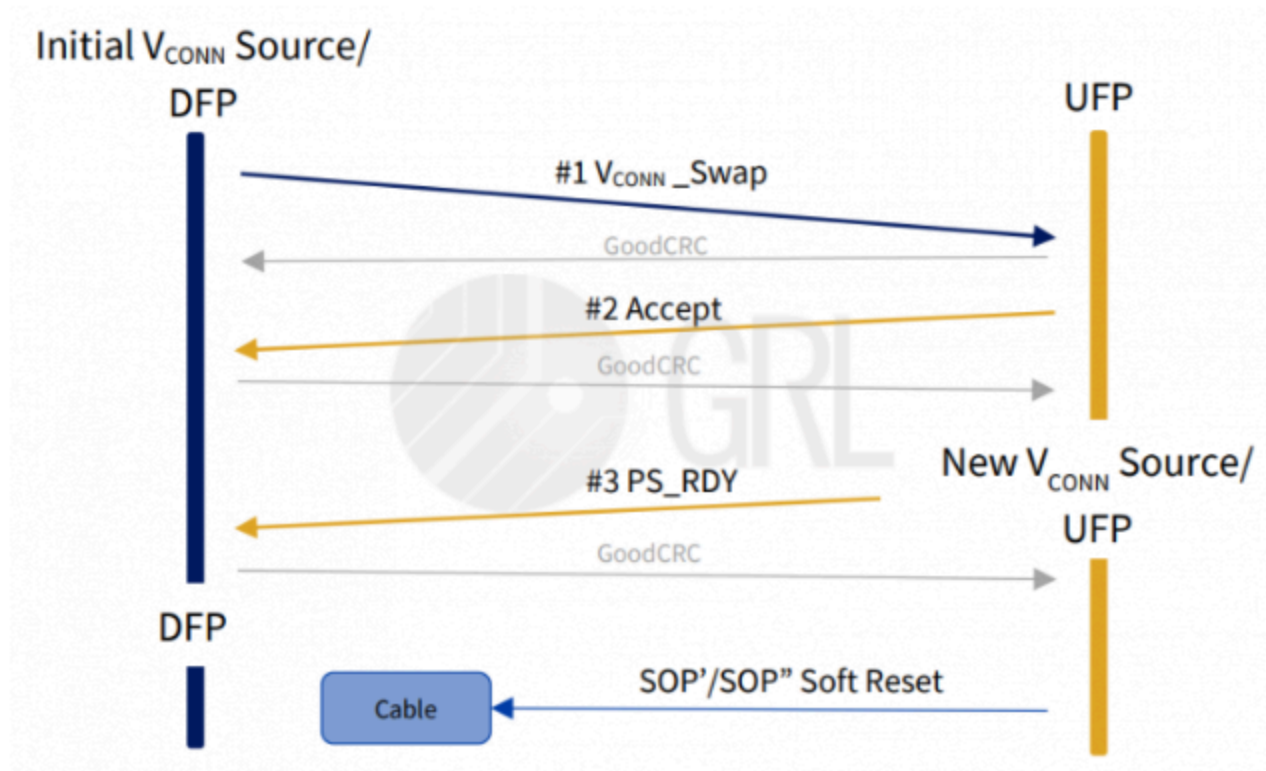 Initial VCONN Source/
DFP
UFP
#1 VCONN _Swap
GoodCRC
#2 Accept
GoodCRC
GRL
New VCONN Source/
UFP
#3 PS_RDY
GoodCRC
DFP
SOP’/SOP” Soft Reset
Cable